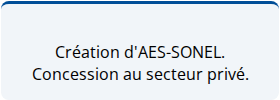 Création d'AES-SONEL.
Concession au secteur privé.